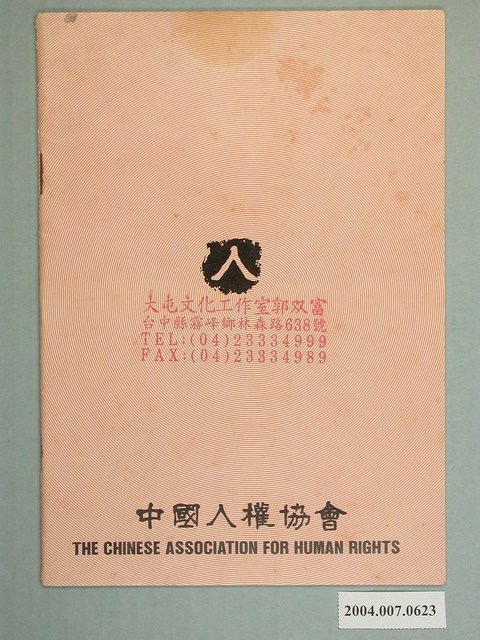 人
大屯文化工作室郭双富
台中縣霧峰鄉林森路638號
TEL:(04)23334999
FAX:(04)23334989
中國人權協會
THE CHINESE ASSOCIATION FOR HUMAN RIGHTS
2004.007.0623